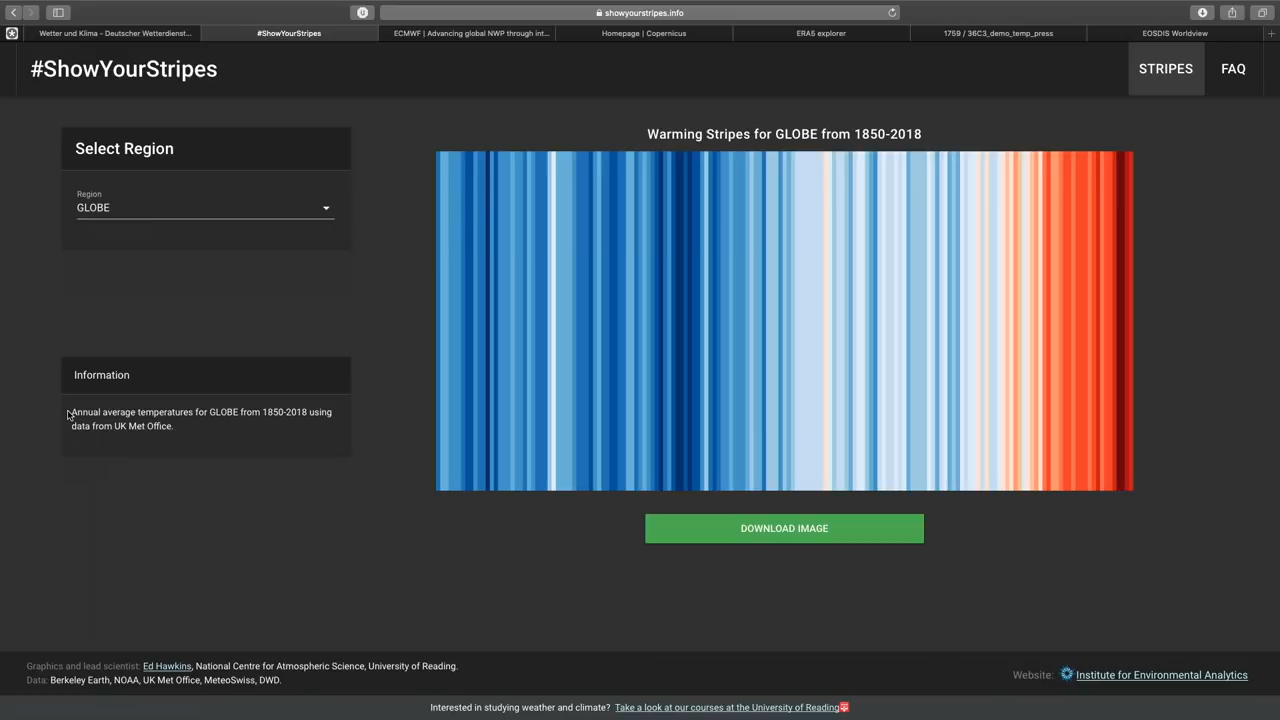 showyourstripes.info
Wetter und Klima - Deutscher Wetterdienst...
#ShowYourStripes
ECMWF | Advancing global NWP through int...
Homepage | Copernicus
ERA5 explorer
1759 / 36C3_demo_temp_press
EOSDIS Worldview
#ShowYourStripes
STRIPES
FAQ
Select Region
Region
GLOBE
Warming Stripes for GLOBE from 1850-2018
Information
Annual average temperatures for GLOBE from 1850-2018 using
data from UK Met Office.
DOWNLOAD IMAGE
Graphics and lead scientist: Ed Hawkins, National Centre for Atmospheric Science, University of Reading.
Data: Berkeley Earth, NOAA, UK Met Office, MeteoSwiss, DWD.
Website: Institute for Environmental Analytics
Interested in studying weather and climate? Take a look at our courses at the University of Reading